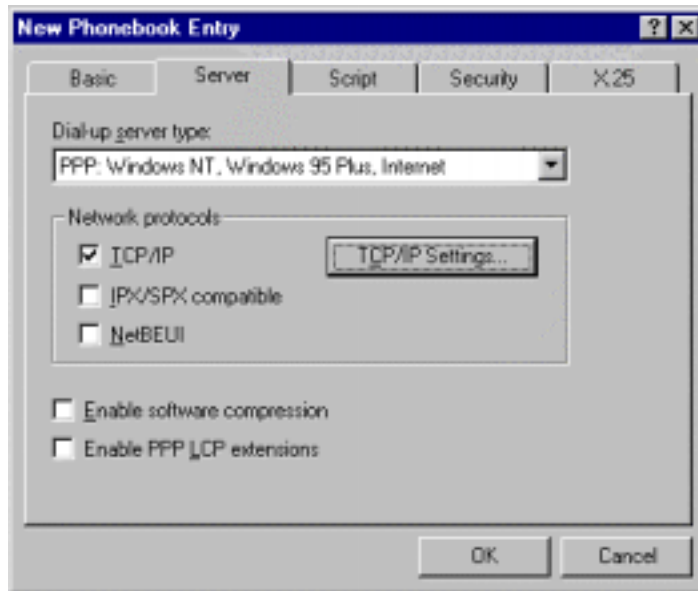 New Phonebook Entry
Basic Server Script Security X.25
Dial-up server type:
PPP: Windows NT, Windows 95 Plus, Internet
Network protocols
TCP/IP TCP/IP Settings...
IPX/SPX compatible
NetBEUI
Enable software compression
Enable PPP LCP extensions
OK Cancel